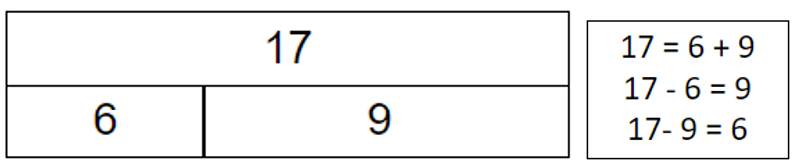 17
6 9
17 = 6 + 9
17 - 6 = 9
17- 9 = 6